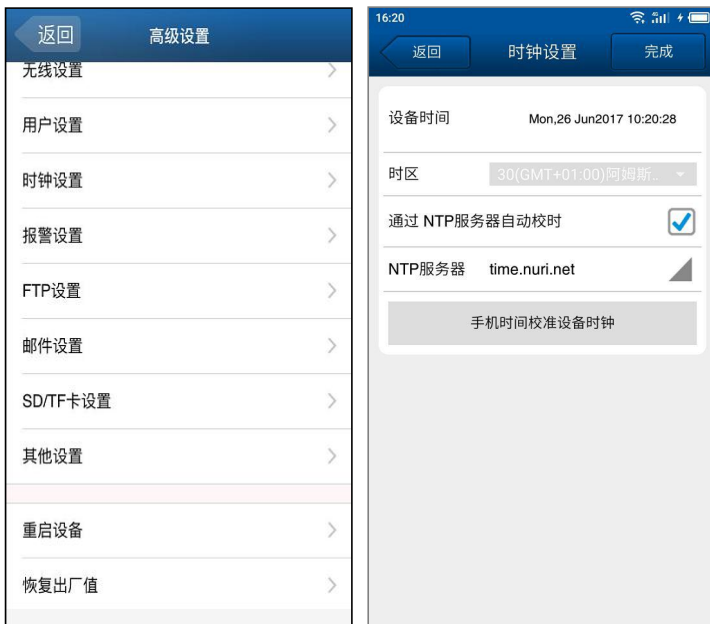 返回
高级设置
无线设置
用户设置
时钟设置
报警设置
FTP设置
邮件设置
SD/TF卡设置
其他设置
重启设备
恢复出厂值
16:20
4G
返回
时钟设置
完成
设备时间 Mon,26 Jun2017 10:20:28
时区 30(GMT+01:00)阿姆斯..
通过 NTP服务器自动校时
NTP服务器 time.nuri.net
手机时间校准设备时钟